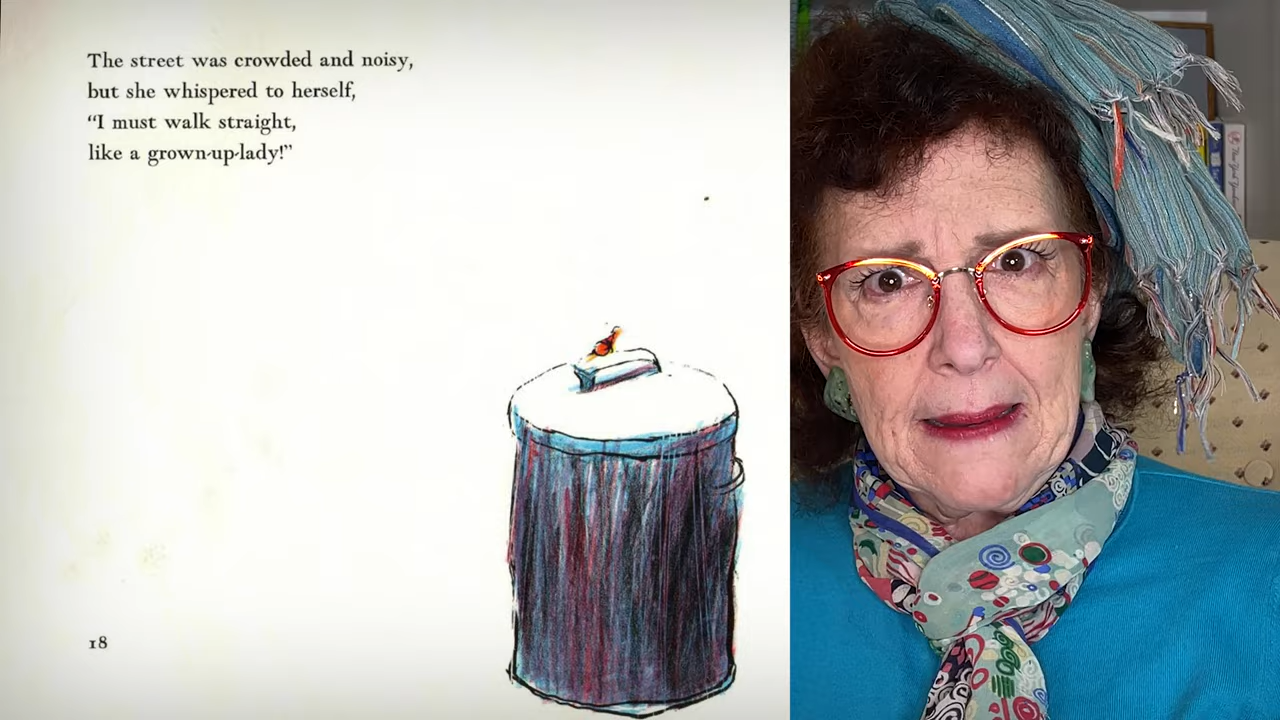 The street was crowded and noisy,
but she whispered to herself,
“I must walk straight,
like a grown-up-lady!”
18